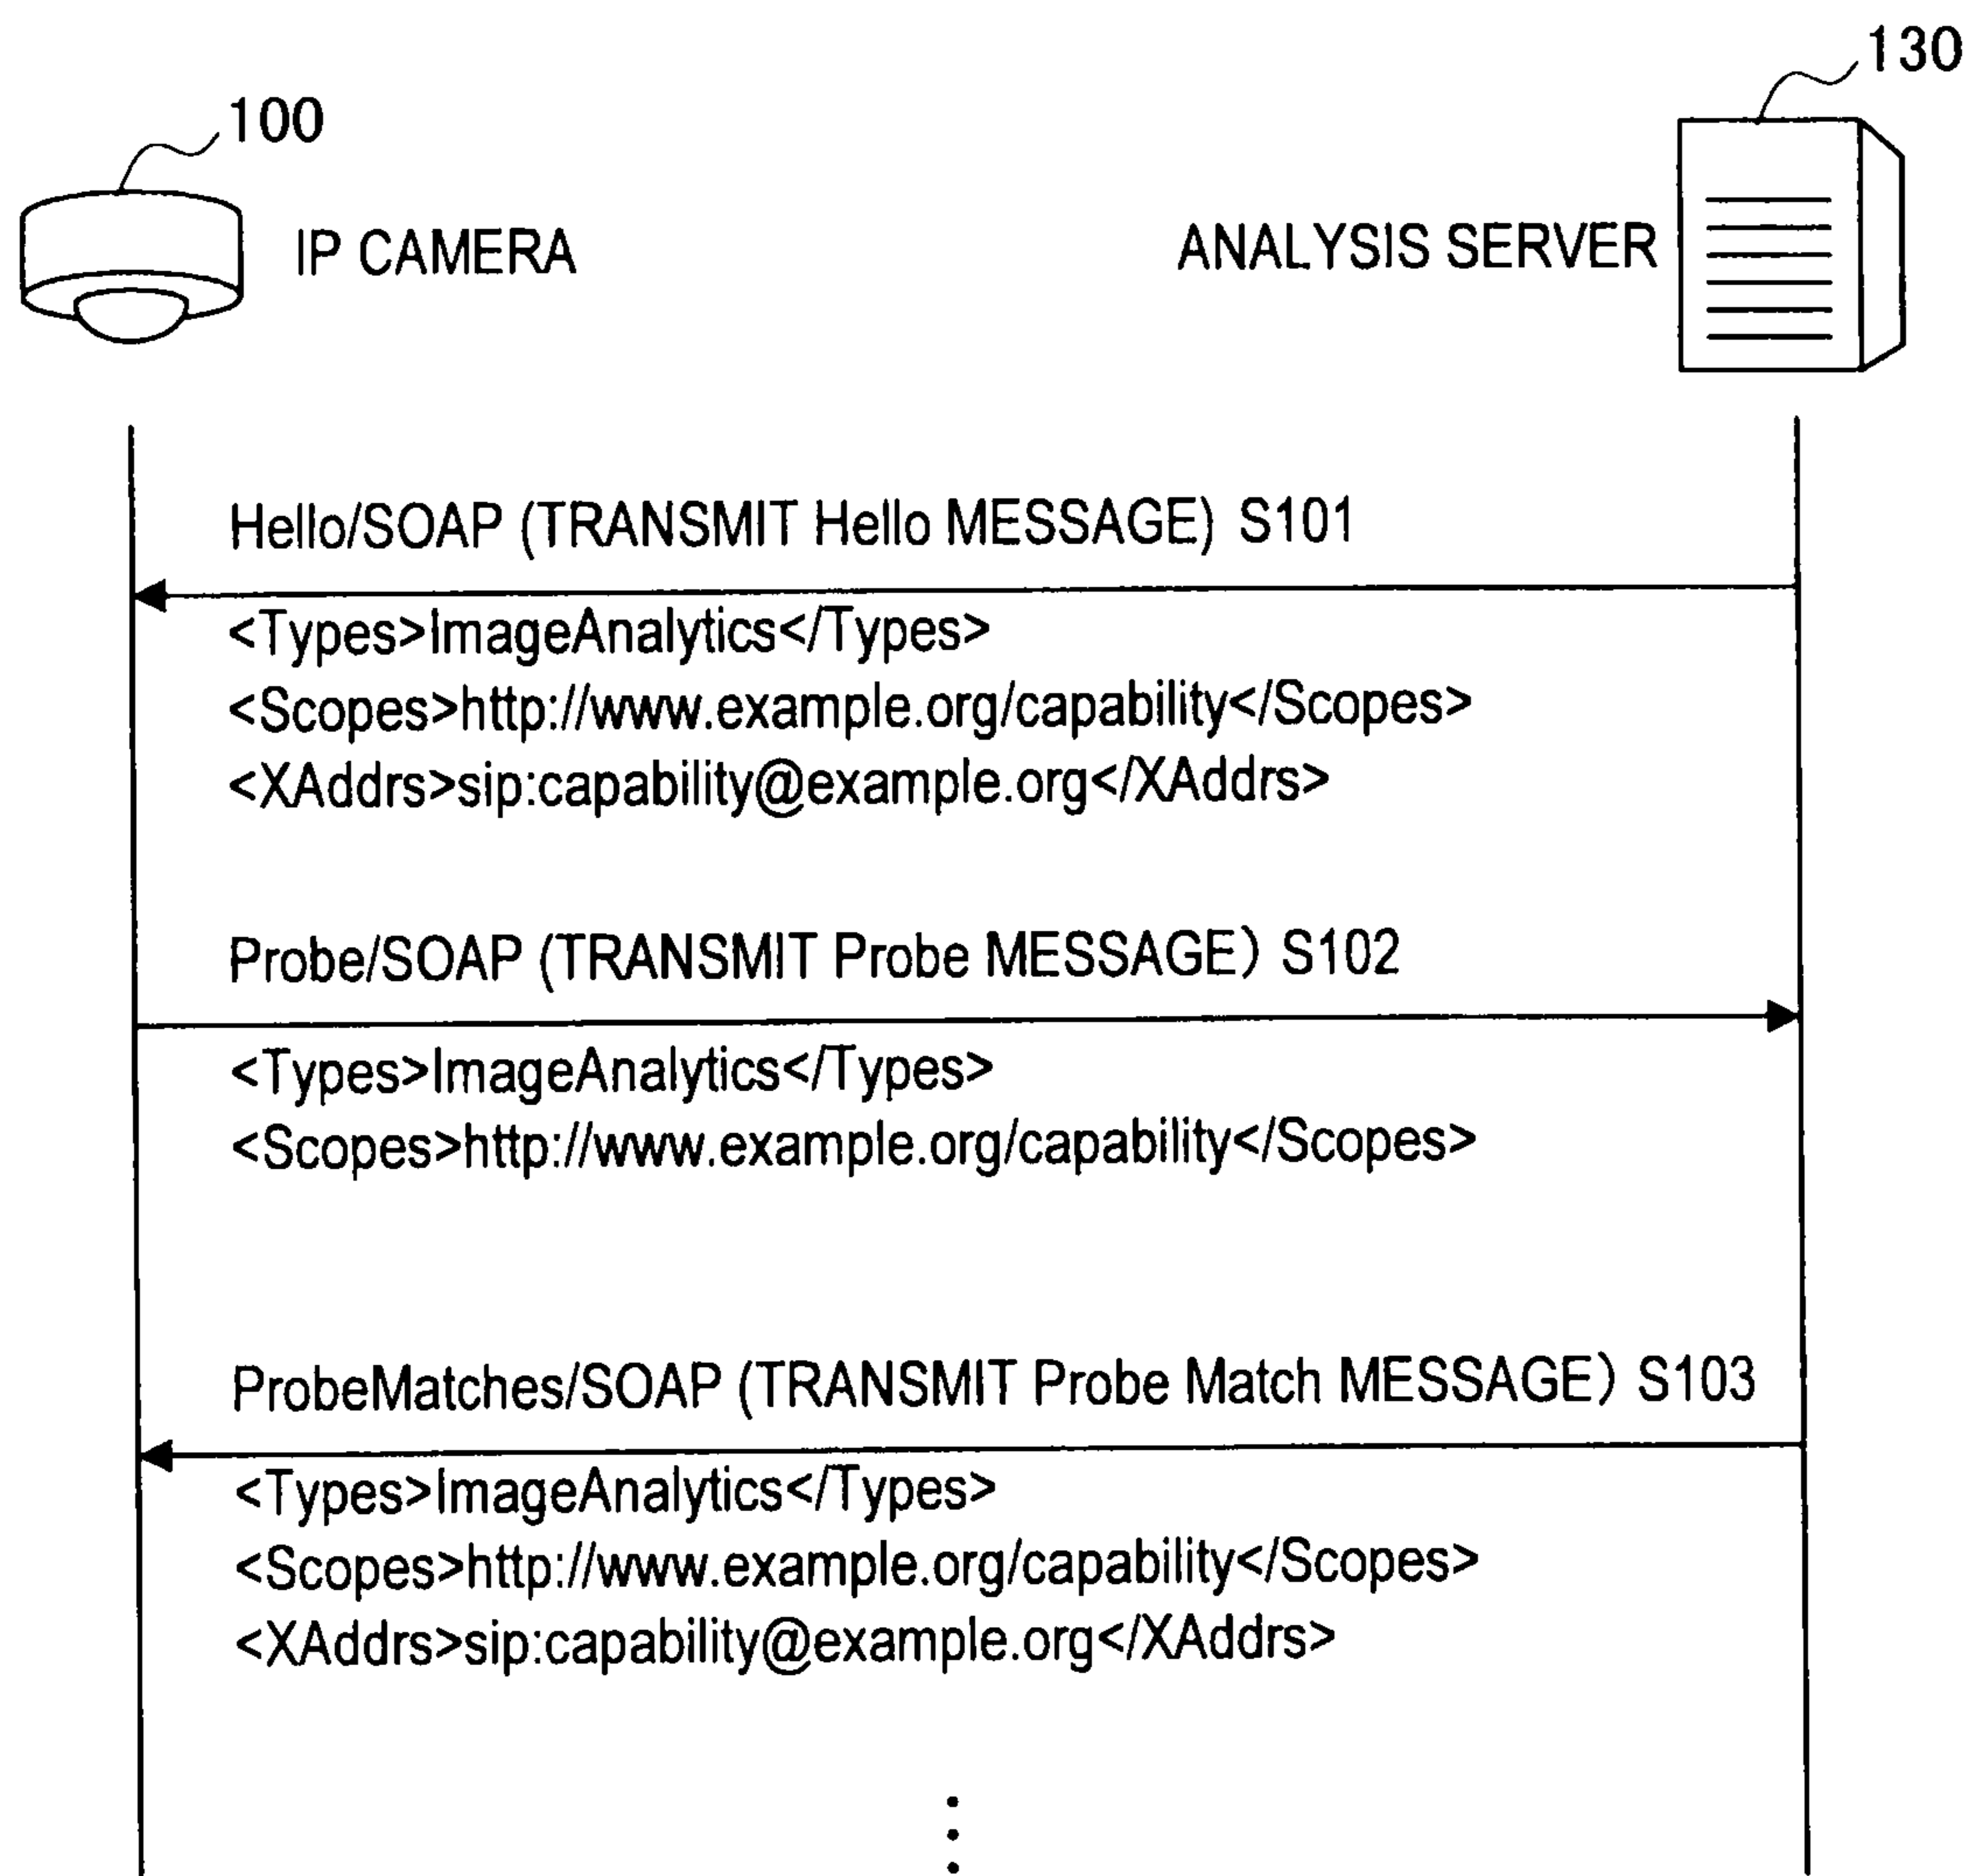 130
100
IP CAMERA
ANALYSIS SERVER
Hello/SOAP (TRANSMIT Hello MESSAGE) S101
<Types>ImageAnalytics</Types>
<Scopes>http://www.example.org/capability</Scopes>
<XAddrs>sip:capability@example.org</XAddrs>
Probe/SOAP (TRANSMIT Probe MESSAGE) S102
<Types>ImageAnalytics</Types>
<Scopes>http://www.example.org/capability</Scopes>
ProbeMatches/SOAP (TRANSMIT Probe Match MESSAGE) S103
<Types>ImageAnalytics</Types>
<Scopes>http://www.example.org/capability</Scopes>
<XAddrs>sip:capability@example.org</XAddrs>